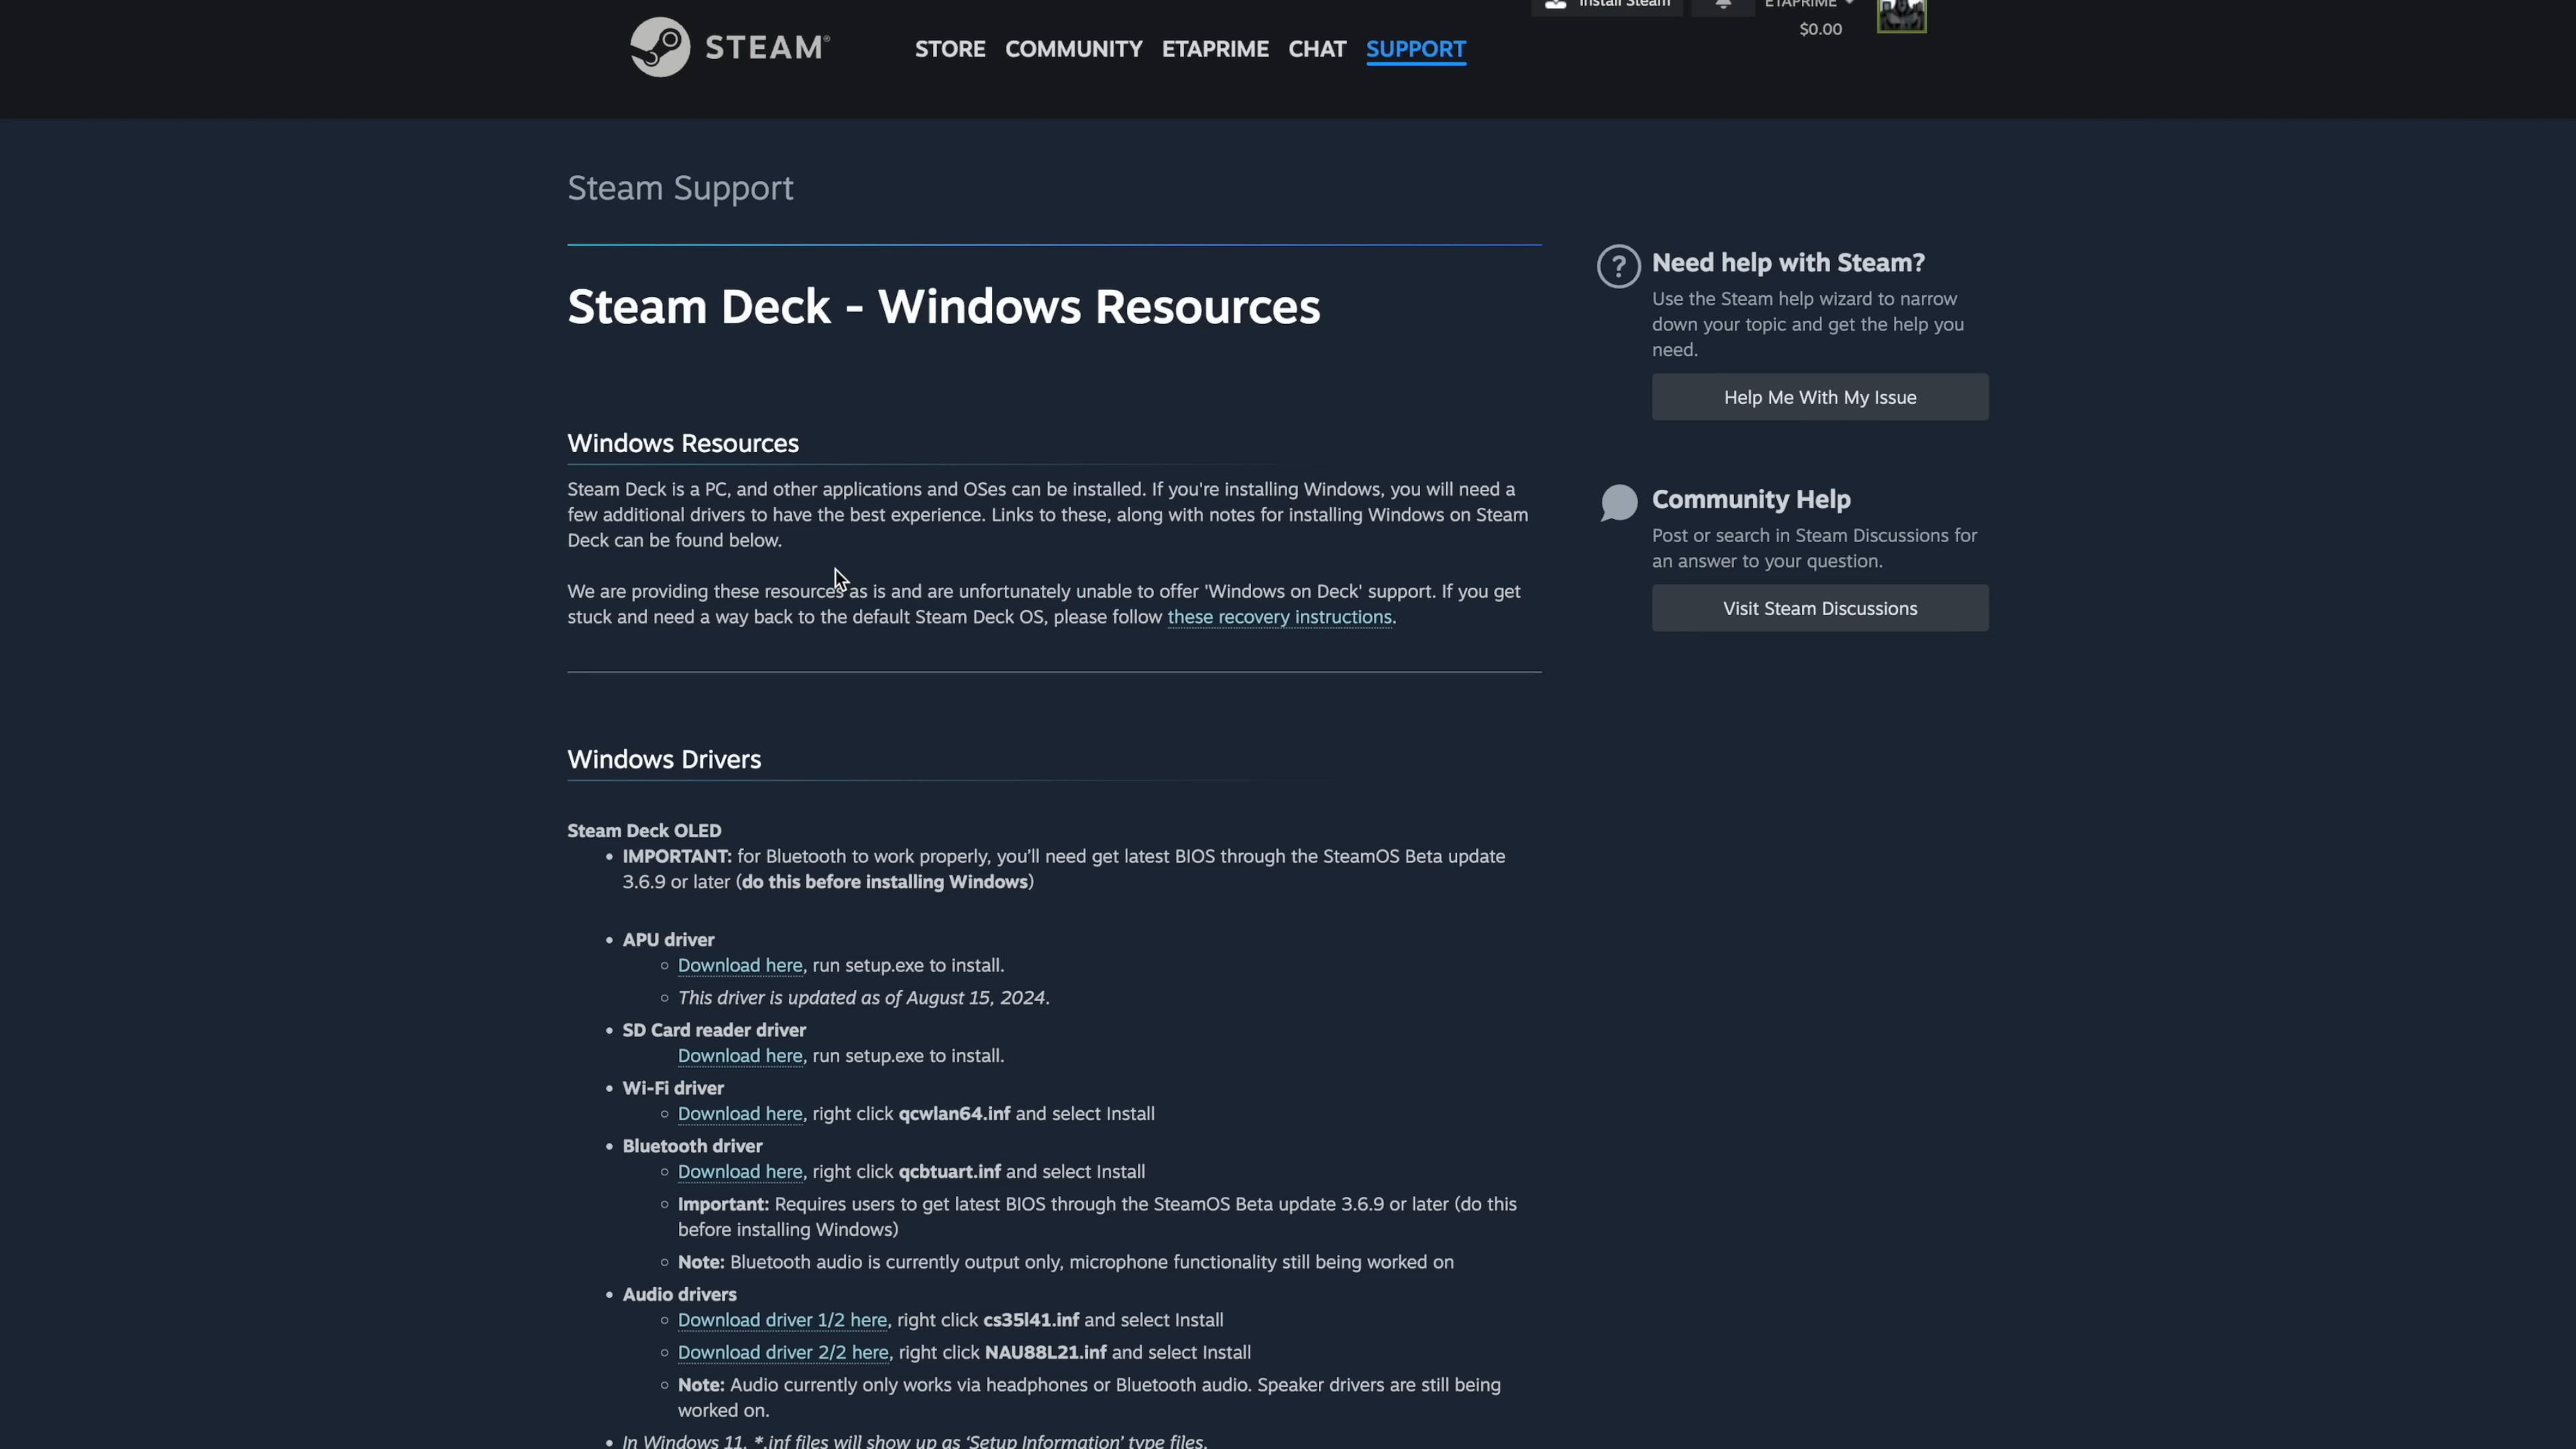 Install Steam
ETAPRIME
$0.00
STEAM®
STORE COMMUNITY ETAPRIME CHAT SUPPORT
Steam Support
Steam Deck - Windows Resources
Windows Resources
Steam Deck is a PC, and other applications and OSes can be installed. If you're installing Windows, you will need a
few additional drivers to have the best experience. Links to these, along with notes for installing Windows on Steam
Deck can be found below.
We are providing these resources as is and are unfortunately unable to offer 'Windows on Deck' support. If you get
stuck and need a way back to the default Steam Deck OS, please follow these recovery instructions.
Windows Drivers
Steam Deck OLED
• IMPORTANT: for Bluetooth to work properly, you'll need get latest BIOS through the SteamOS Beta update
3.6.9 or later (do this before installing Windows)
• APU driver
○ Download here, run setup.exe to install.
○ This driver is updated as of August 15, 2024.
• SD Card reader driver
Download here, run setup.exe to install.
• Wi-Fi driver
○ Download here, right click qcwlan64.inf and select Install
• Bluetooth driver
○ Download here, right click qcbtuart.inf and select Install
○ Important: Requires users to get latest BIOS through the SteamOS Beta update 3.6.9 or later (do this
before installing Windows)
○ Note: Bluetooth audio is currently output only, microphone functionality still being worked on
• Audio drivers
○ Download driver 1/2 here, right click cs35l41.inf and select Install
○ Download driver 2/2 here, right click NAU88L21.inf and select Install
○ Note: Audio currently only works via headphones or Bluetooth audio. Speaker drivers are still being
worked on.
• In Windows 11, *.inf files will show up as 'Setup Information' type files.
Need help with Steam?
Use the Steam help wizard to narrow
down your topic and get the help you
need.
Help Me With My Issue
Community Help
Post or search in Steam Discussions for
an answer to your question.
Visit Steam Discussions